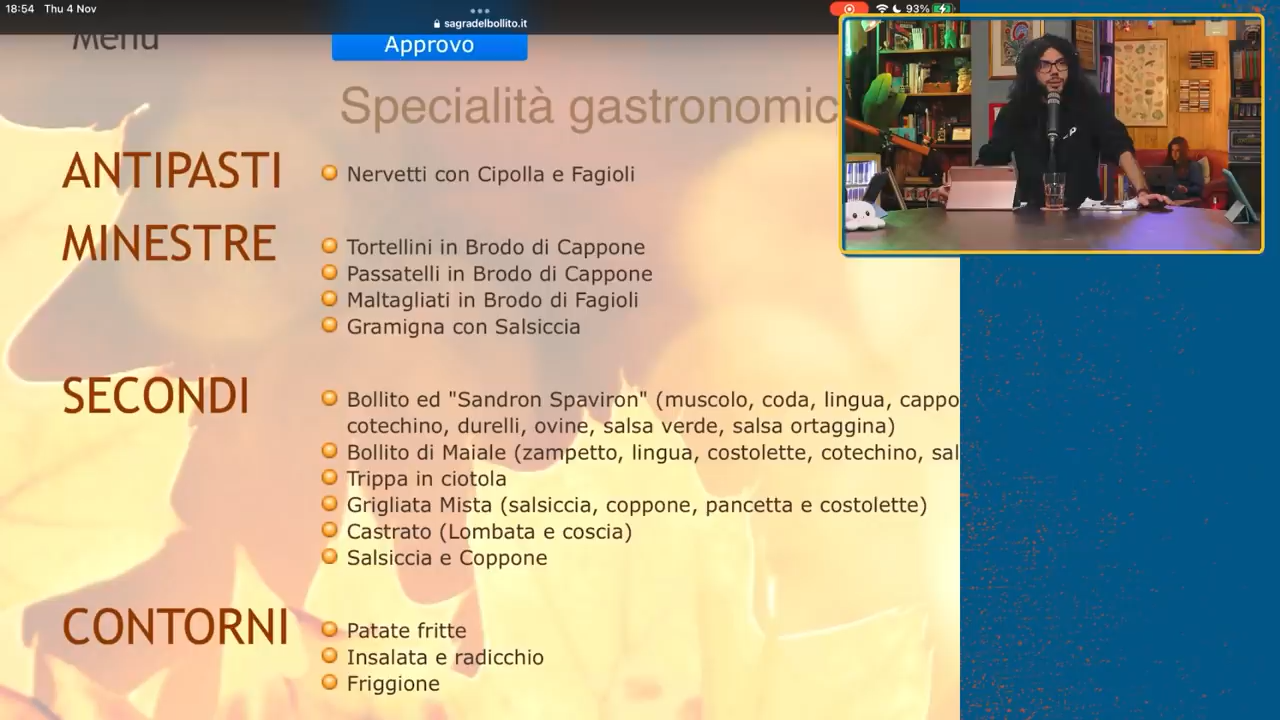 18:54 Thu 4 Nov
93%
sagradelbollito.it
Menu
Approvo
Specialità gastronomic
ANTIPASTI
Nervetti con Cipolla e Fagioli
MINESTRE
Tortellini in Brodo di Cappone
Passatelli in Brodo di Cappone
Maltagliati in Brodo di Fagioli
Gramigna con Salsiccia
SECONDI
Bollito ed "Sandron Spaviron" (muscolo, coda, lingua, cappo
cotechino, durelli, ovine, salsa verde, salsa ortaggina)
Bollito di Maiale (zampetto, lingua, costolette, cotechino, sal
Trippa in ciotola
Grigliata Mista (salsiccia, coppone, pancetta e costolette)
Castrato (Lombata e coscia)
Salsiccia e Coppone
CONTORNI
Patate fritte
Insalata e radicchio
Friggione